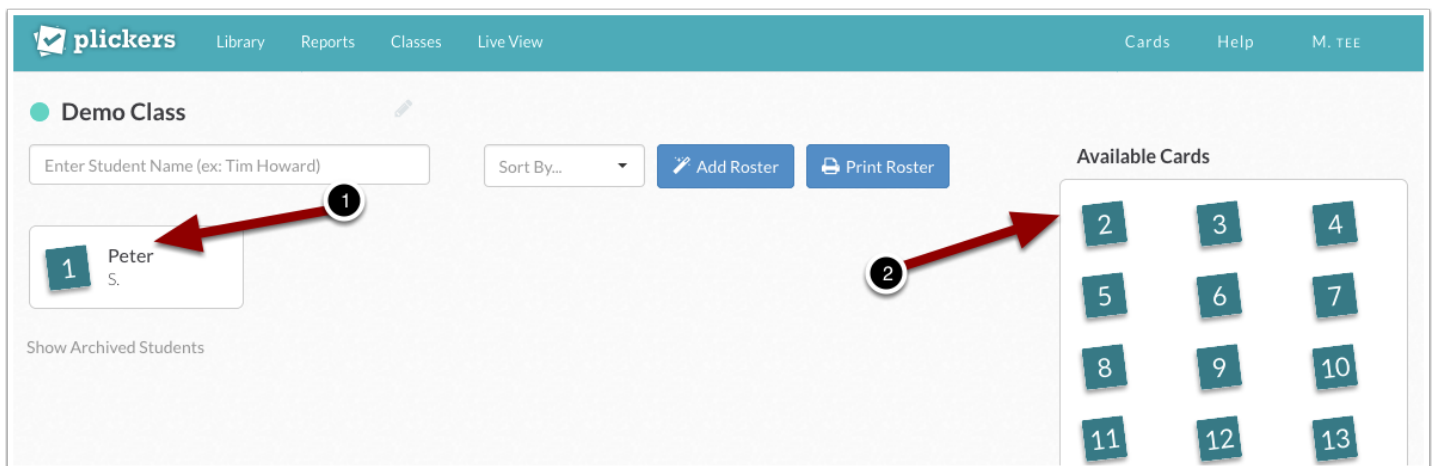 plickers Library Reports Classes Live View Cards Help M. TEE
Demo Class
Enter Student Name (ex: Tim Howard) Sort By... Add Roster Print Roster
Available Cards
1
2 3 4
1 Peter
S.
2
5 6 7
Show Archived Students
8 9 10
11 12 13